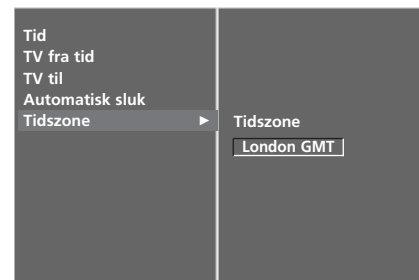 Tid
TV fra tid
TV til
Automatisk sluk
Tidszone ►
Tidszone
London GMT